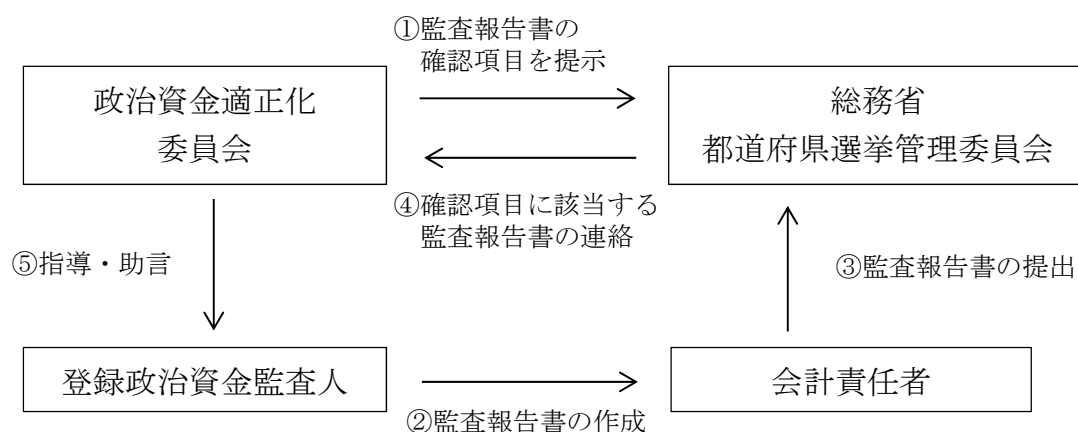 ①監査報告書の
確認項目を提示
政治資金適正化
委員会
総務省
都道府県選挙管理委員会
④確認項目に該当する
監査報告書の連絡
⑤指導・助言
③監査報告書の提出
登録政治資金監査人
会計責任者
②監査報告書の作成